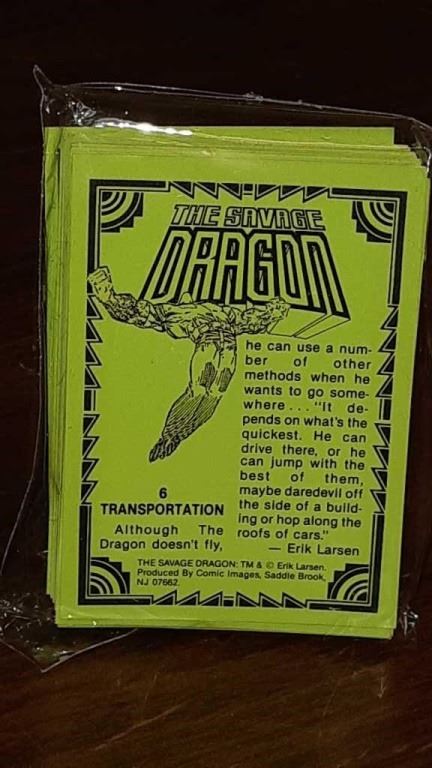 THE SAVAGE
DRAGON
6
TRANSPORTATION
Although The
Dragon doesn't fly,
he can use a num-
ber of other
methods when he
wants to go some-
where . . . "It de-
pends on what's the
quickest. He can
drive there, or he
can jump with the
best of them,
maybe daredevil off
the side of a build-
ing or hop along the
roofs of cars."
— Erik Larsen
THE SAVAGE DRAGON: TM & © Erik Larsen.
Produced By Comic Images, Saddle Brook,
NJ 07662.